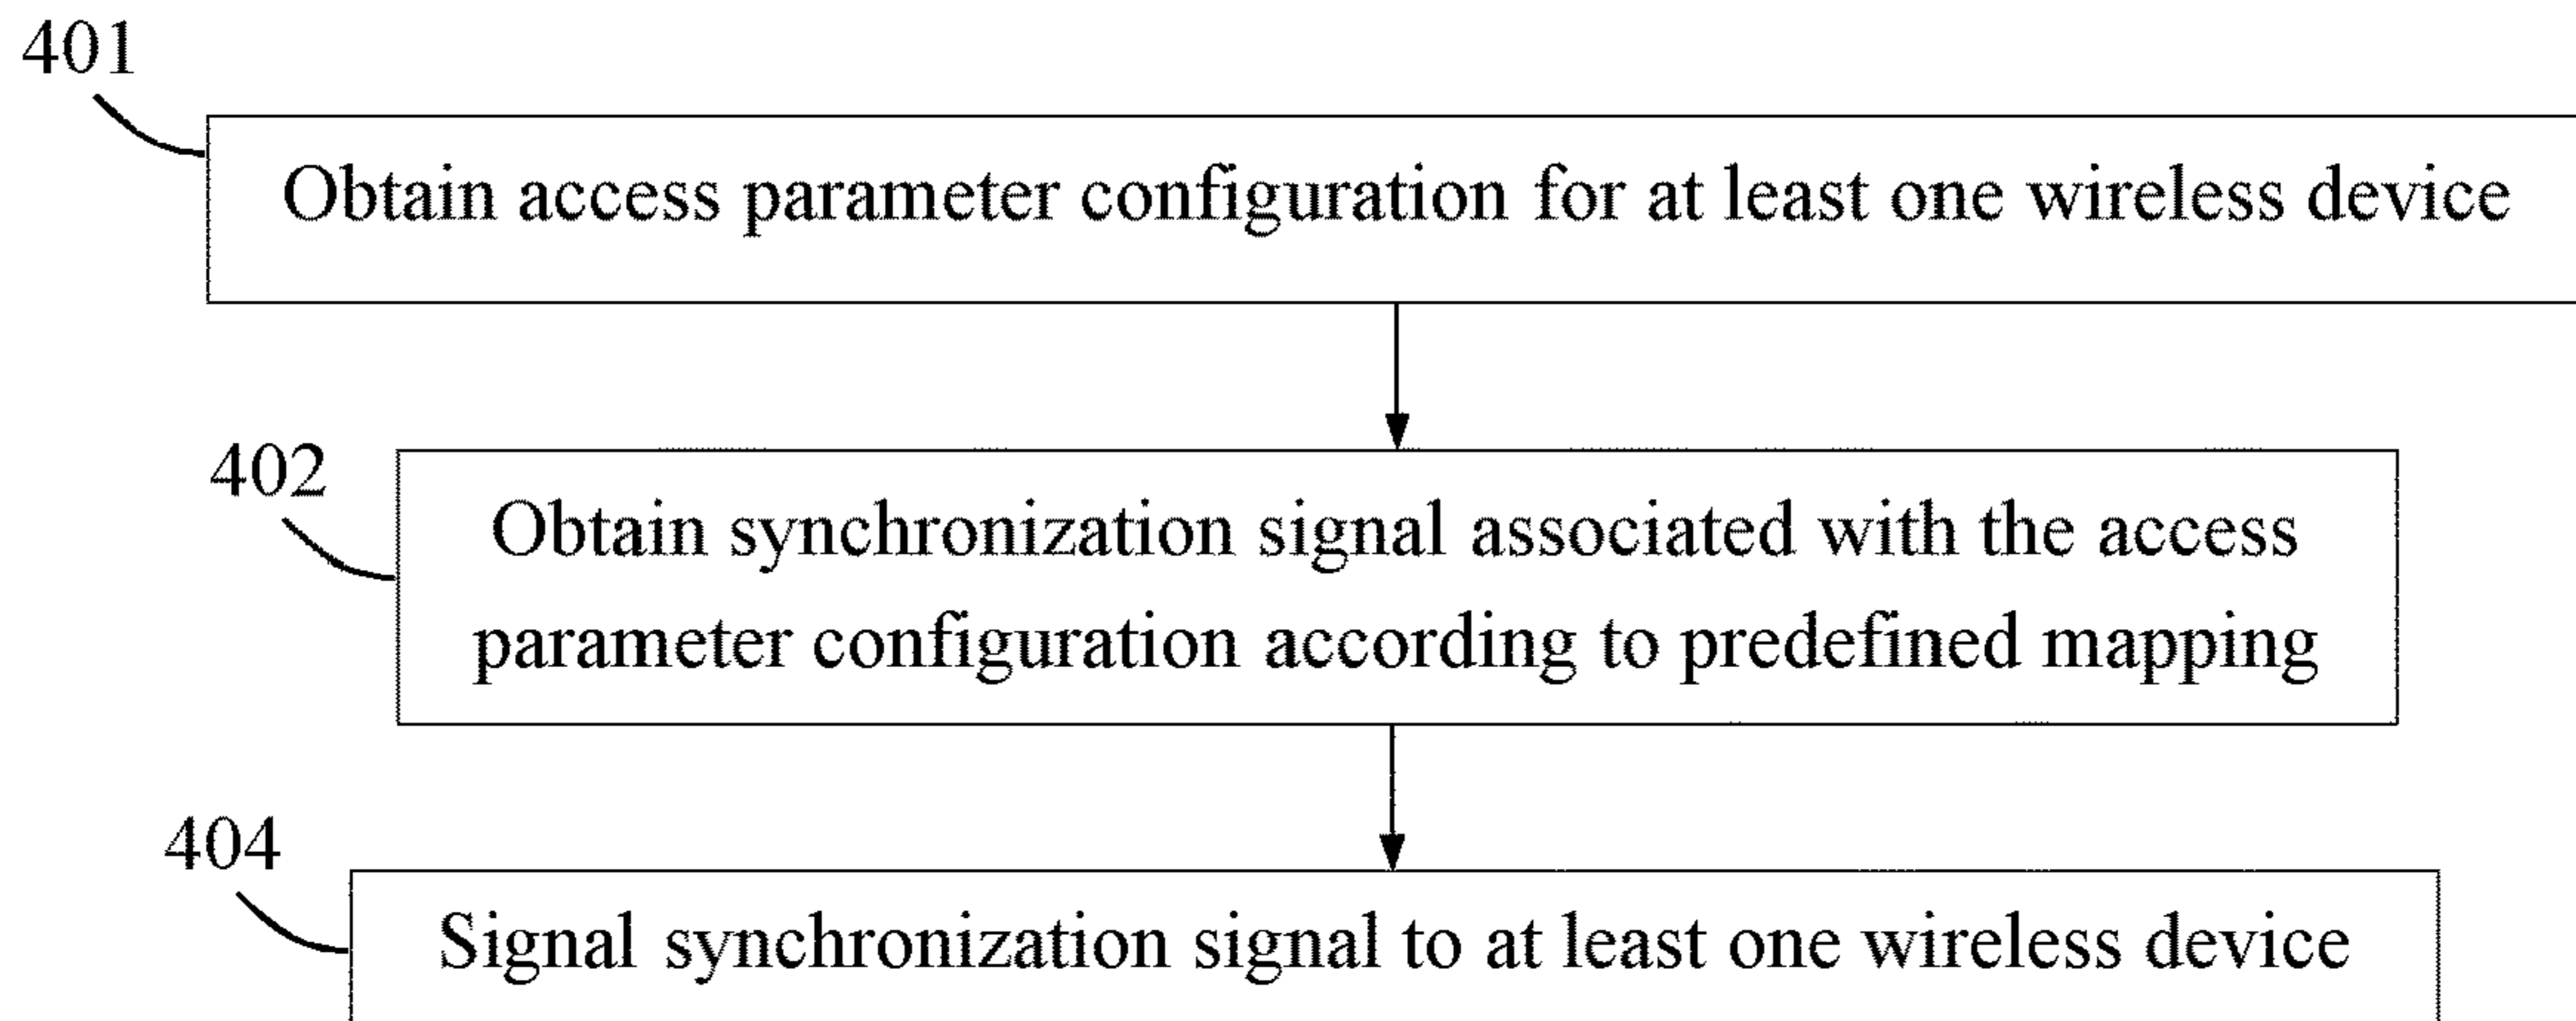 401
Obtain access parameter configuration for at least one wireless device
402
Obtain synchronization signal associated with the access
parameter configuration according to predefined mapping
404
Signal synchronization signal to at least one wireless device